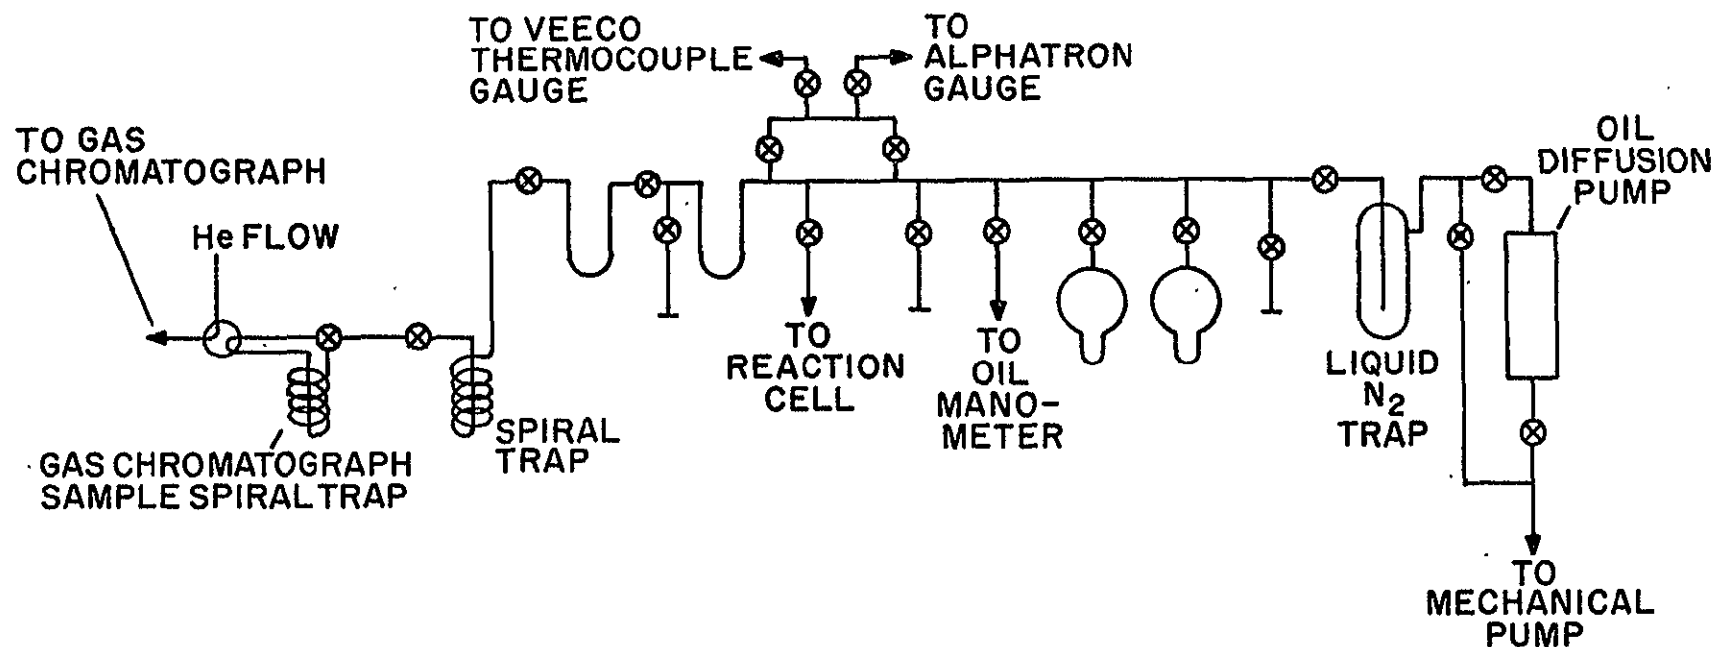 TO VEECO
THERMOCOUPLE
GAUGE
TO
ALPHATRON
GAUGE
TO GAS
CHROMATOGRAPH
He FLOW
OIL
DIFFUSION
PUMP
TO
REACTION
CELL
TO
OIL
MANO-
METER
LIQUID
N₂
TRAP
SPIRAL
TRAP
GAS CHROMATOGRAPH
SAMPLE SPIRAL TRAP
TO
MECHANICAL
PUMP